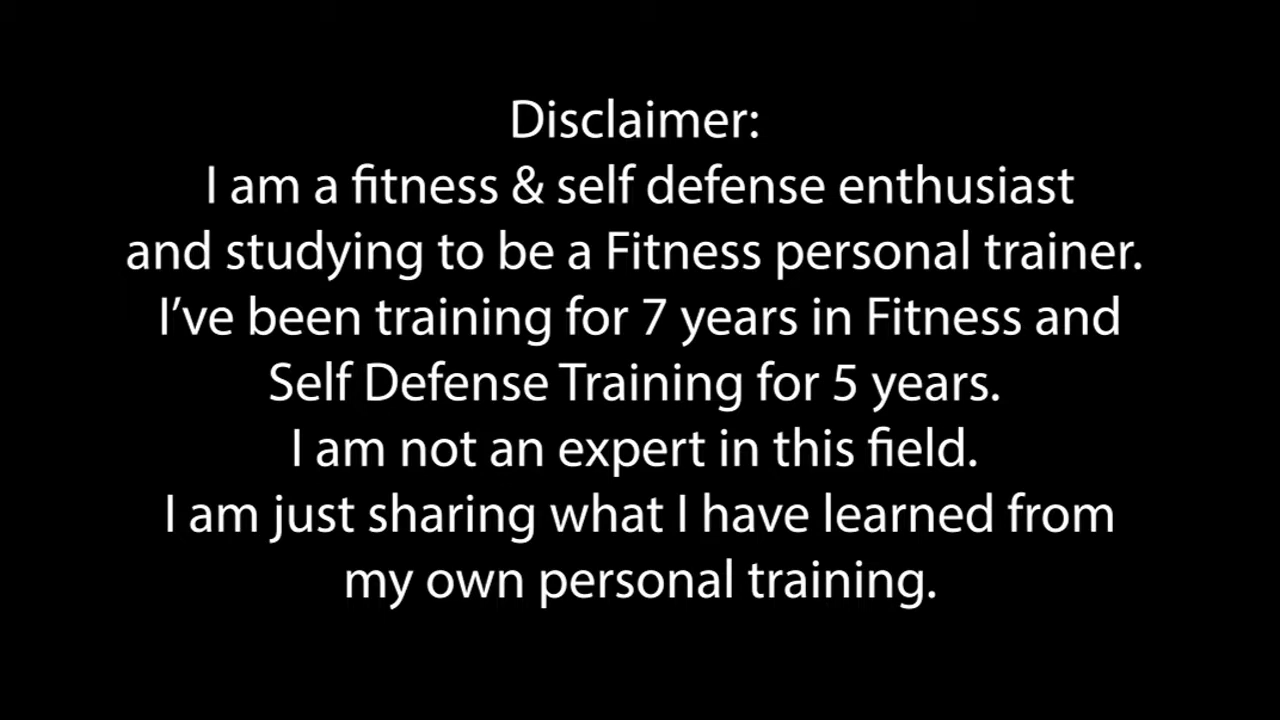 Disclaimer:
I am a fitness & self defense enthusiast
and studying to be a Fitness personal trainer.
I’ve been training for 7 years in Fitness and
Self Defense Training for 5 years.
I am not an expert in this field.
I am just sharing what I have learned from
my own personal training.